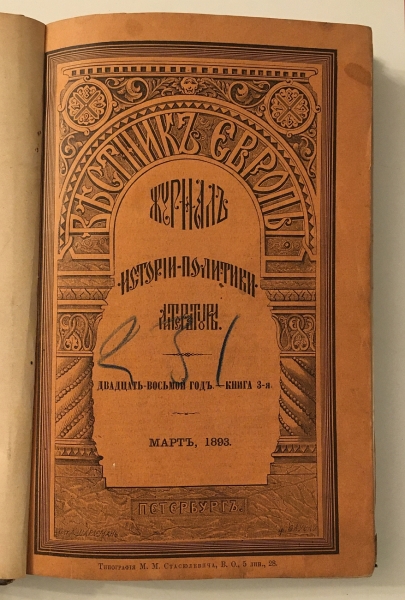 ВѢСТНИКЪ ЕВРОПЫ
ЖУРНАЛЪ
ИСТОРІИ-ПОЛИТИКИ
ЛИТЕРАТУРЫ.
251
ДВАДЦАТЬ-ВОСЬМОЙ ГОДЪ.—КНИГА 3-я.
МАРТЪ, 1893.
ПЕТЕРБУРГЪ.
Типографія М. М. Стасюлевича, В. О., 5 лин., 28.